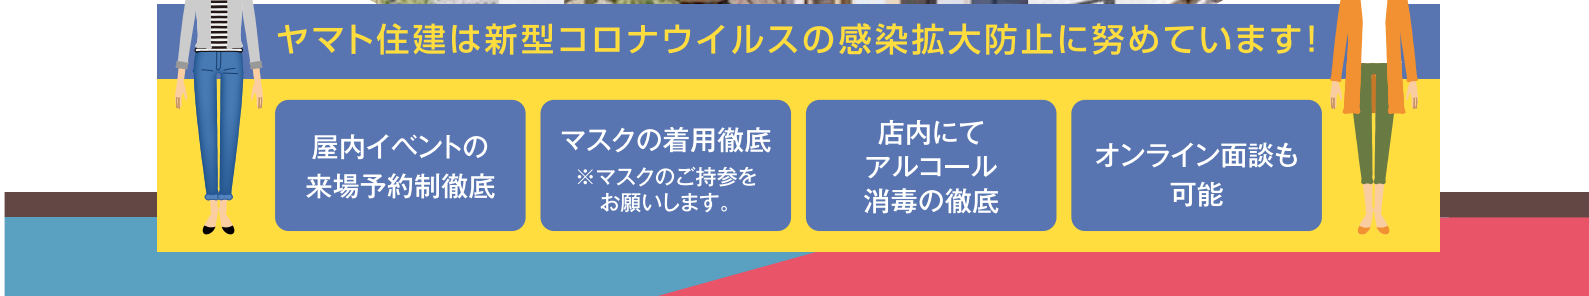 ヤマト住建は新型コロナウイルスの感染拡大防止に努めています!
屋内イベントの
来場予約制徹底
マスクの着用徹底
※マスクのご持参を
お願いします。
店内にて
アルコール
消毒の徹底
オンライン面談も
可能